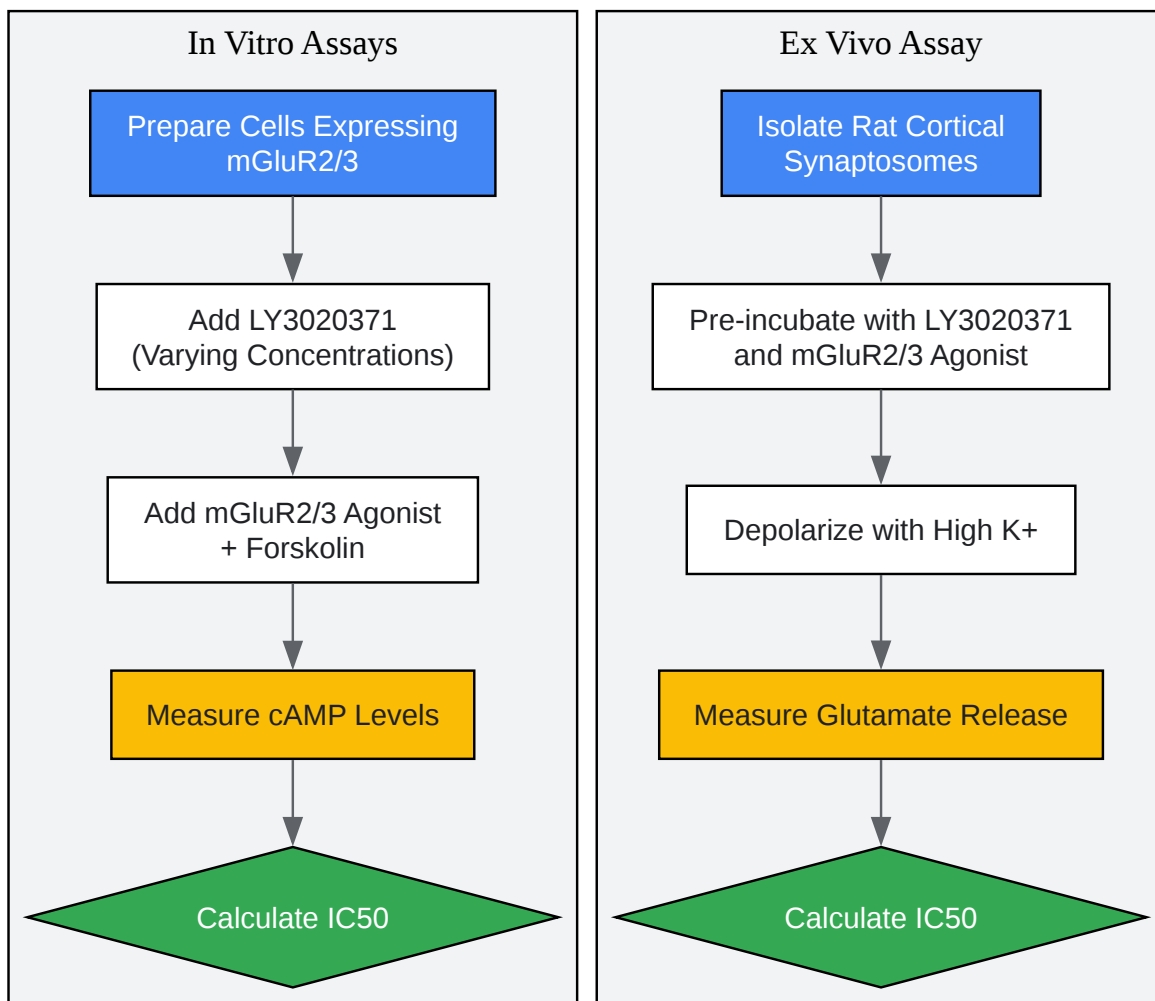 In Vitro Assays
Prepare Cells Expressing
mGluR2/3
Add LY3020371
(Varying Concentrations)
Add mGluR2/3 Agonist
+ Forskolin
Measure cAMP Levels
Calculate IC50
Ex Vivo Assay
Isolate Rat Cortical
Synaptosomes
Pre-incubate with LY3020371
and mGluR2/3 Agonist
Depolarize with High K+
Measure Glutamate Release
Calculate IC50